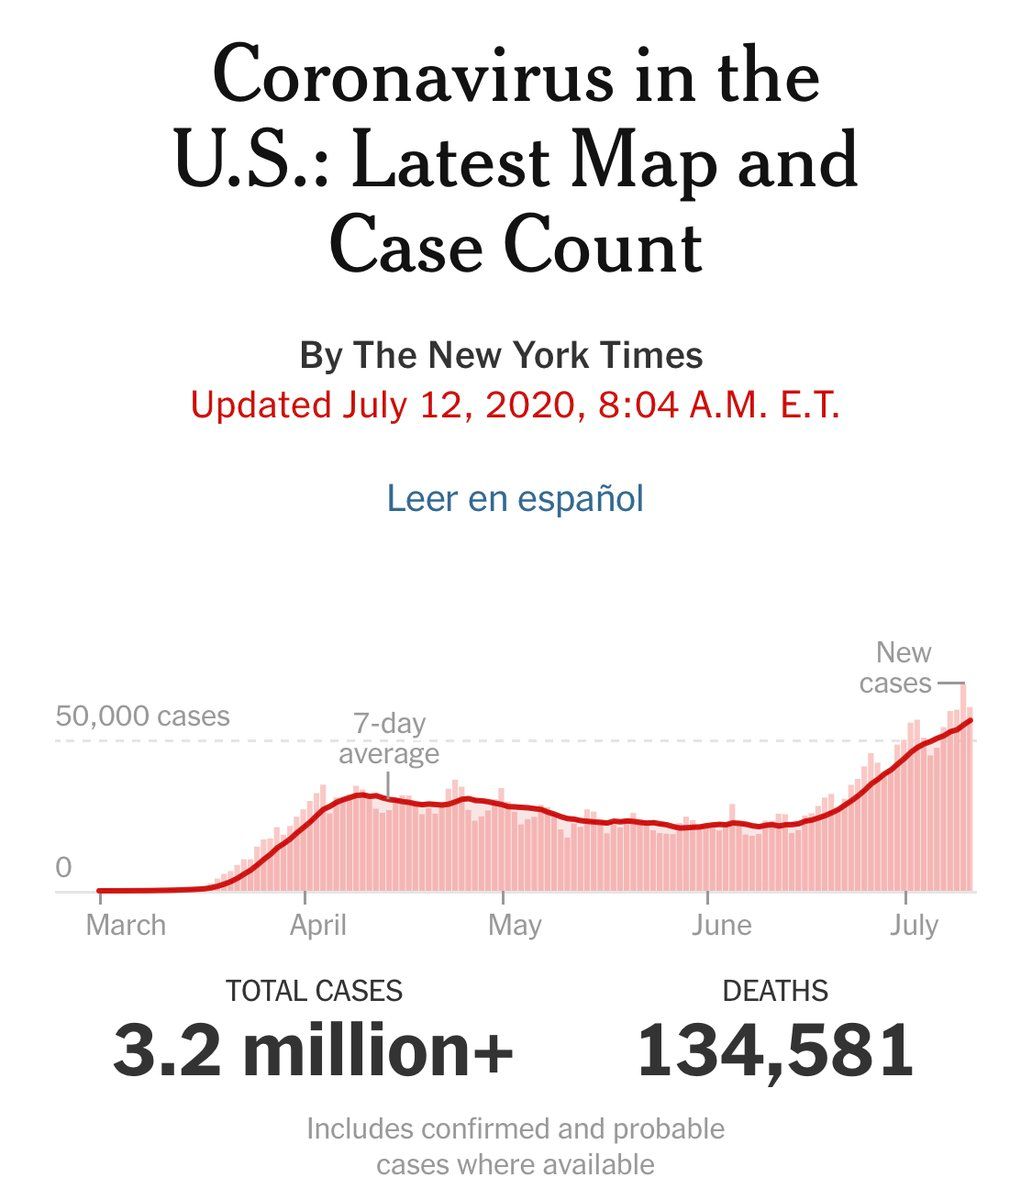 Coronavirus in the
U.S.: Latest Map and
Case Count
By The New York Times
Updated July 12, 2020, 8:04 A.M. E.T.
Leer en español
New
cases
50,000 cases
7-day
average
0
March April May June July
TOTAL CASES DEATHS
3.2 million+ 134,581
Includes confirmed and probable
cases where available